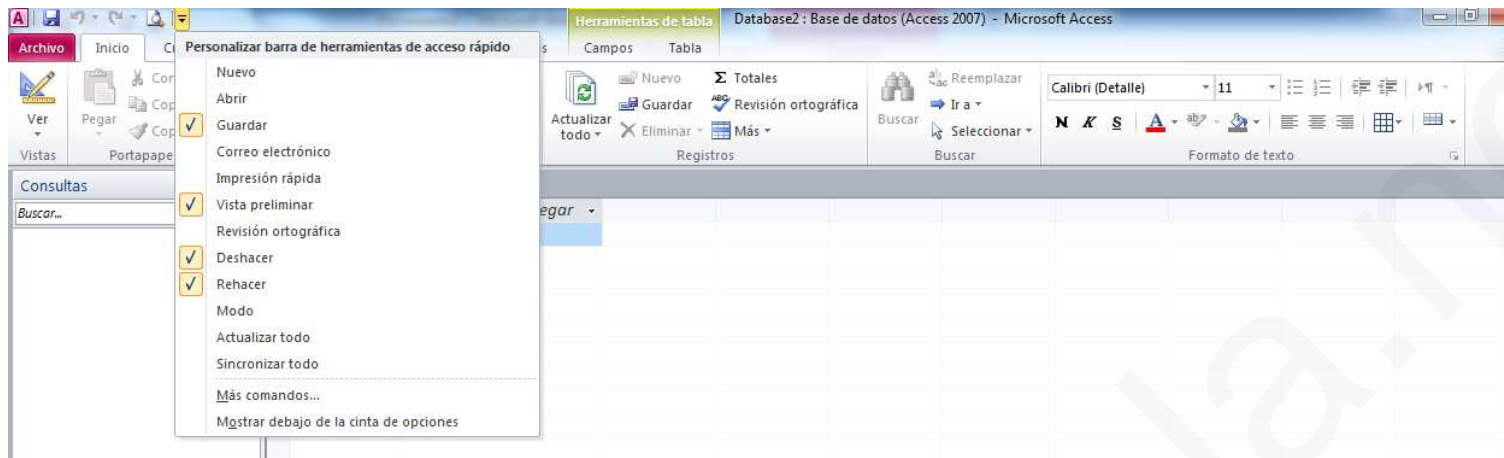 Herramientas de tabla Database2 : Base de datos (Access 2007) - Microsoft Access
Archivo Inicio Campos Tabla
Personalizar barra de herramientas de acceso rápido
Nuevo
Abrir
Guardar
Correo electrónico
Impresión rápida
Vista preliminar
Revisión ortográfica
Deshacer
Rehacer
Modo
Actualizar todo
Sincronizar todo
Más comandos...
Mostrar debajo de la cinta de opciones
Ver
Vistas
Pegar
Actualizar todo
Nuevo
Guardar
Eliminar
Σ Totales
Revisión ortográfica
Más
Registros
Buscar
Reemplazar
Ir a
Seleccionar
Buscar
Calibri (Detalle) 11
N K S A
Formato de texto
Consultas
Buscar...